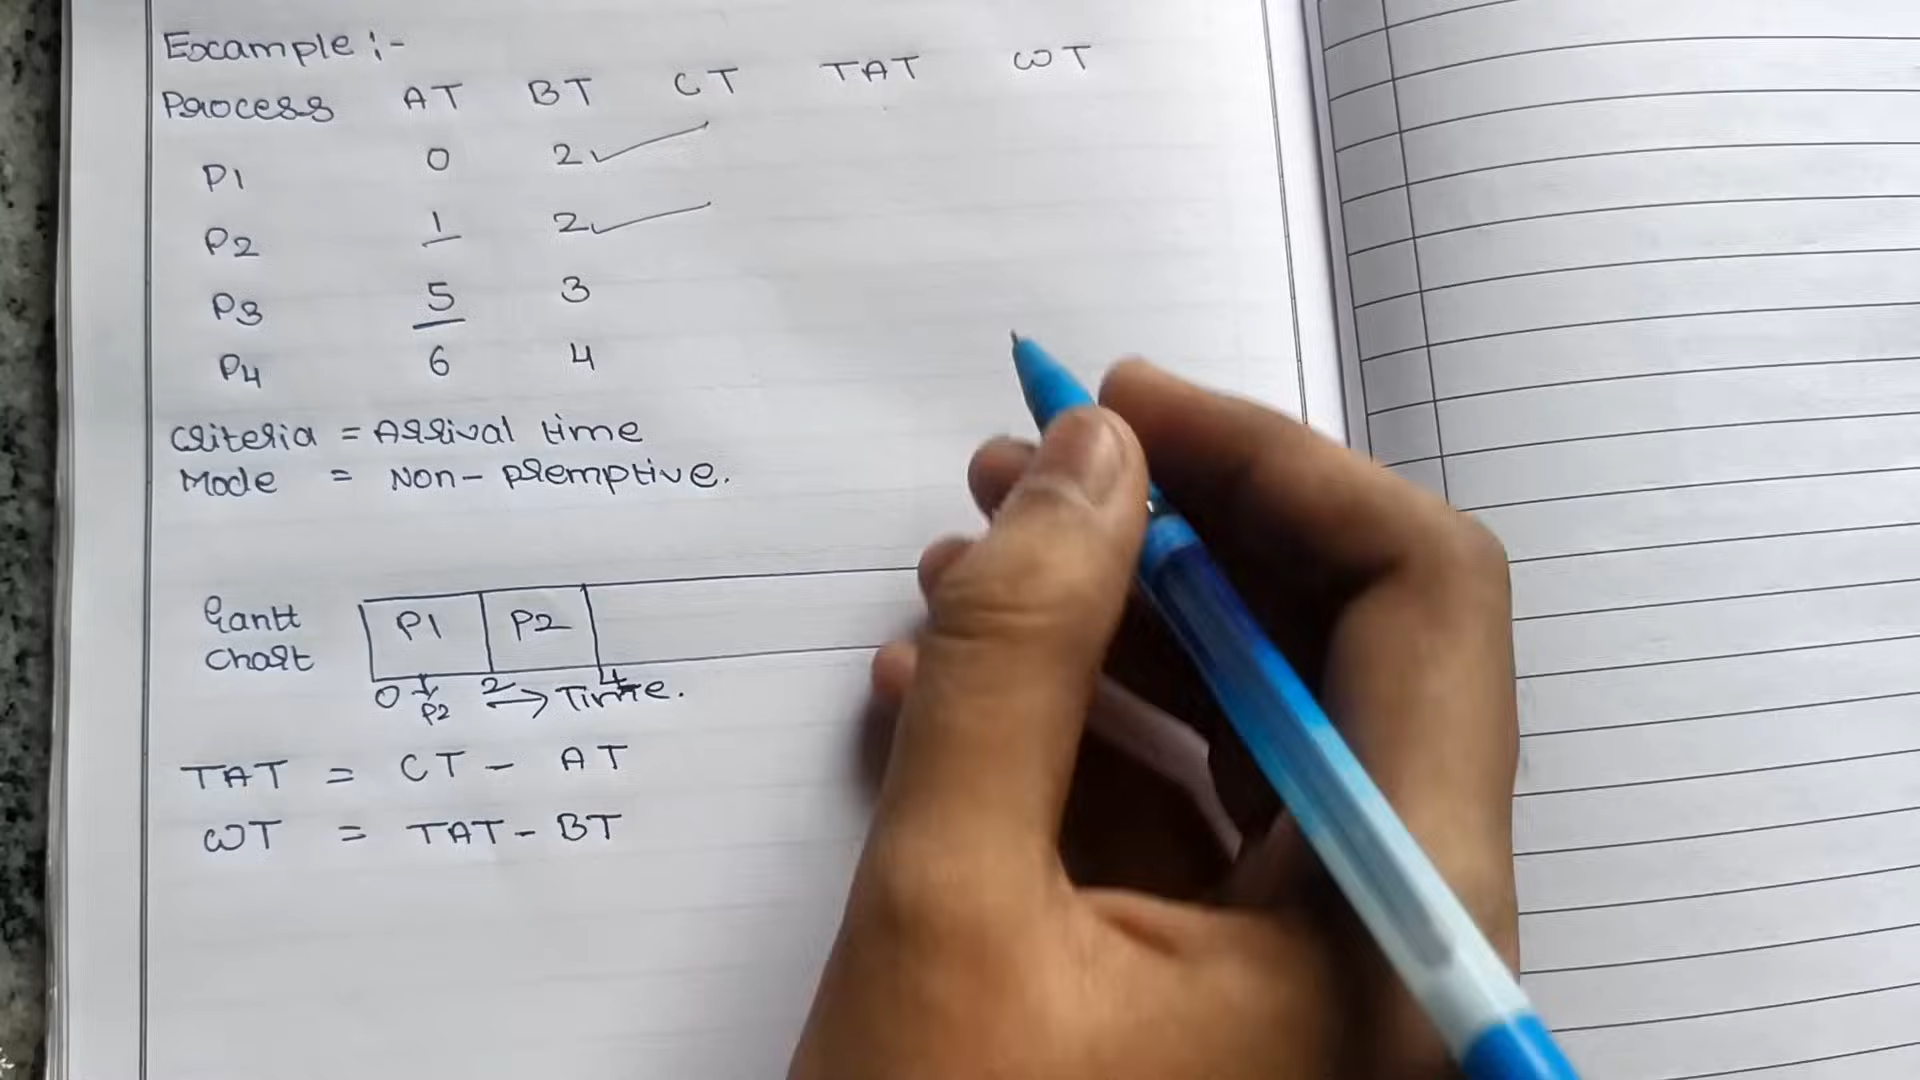 Example :-
Process AT BT CT TAT WT
P1 0 2
P2 1 2
P3 5 3
P4 6 4
Criteria = Arrival time
Mode = Non-premptive.
Gantt Chart
P1 P2
0 1 2 4
P2 → Time.
TAT = CT - AT
WT = TAT - BT